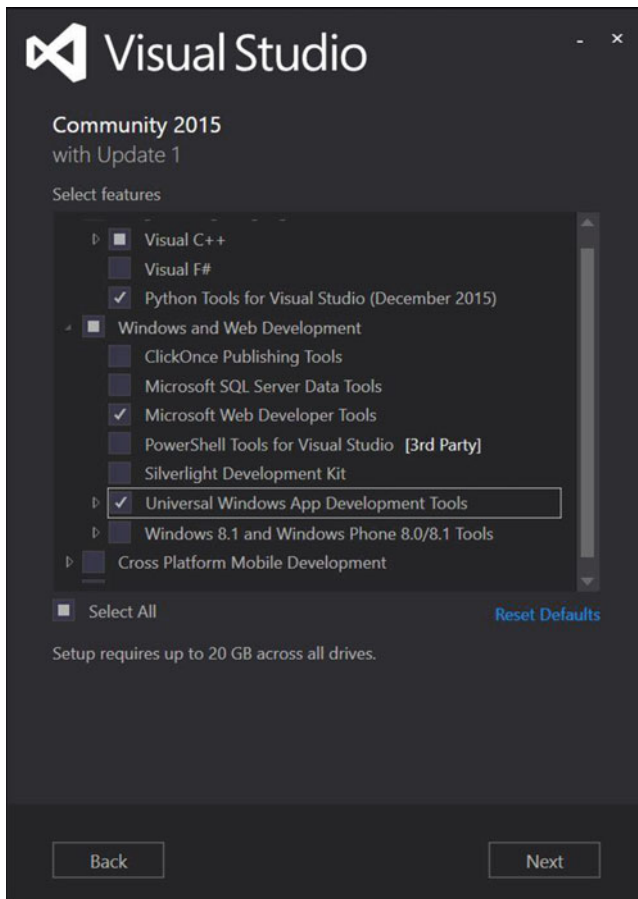 Visual Studio
Community 2015
with Update 1
Select features
Visual C++
Visual F#
Python Tools for Visual Studio (December 2015)
Windows and Web Development
ClickOnce Publishing Tools
Microsoft SQL Server Data Tools
Microsoft Web Developer Tools
PowerShell Tools for Visual Studio [3rd Party]
Silverlight Development Kit
Universal Windows App Development Tools
Windows 8.1 and Windows Phone 8.0/8.1 Tools
Cross Platform Mobile Development
Select All Reset Defaults
Setup requires up to 20 GB across all drives.
Back Next